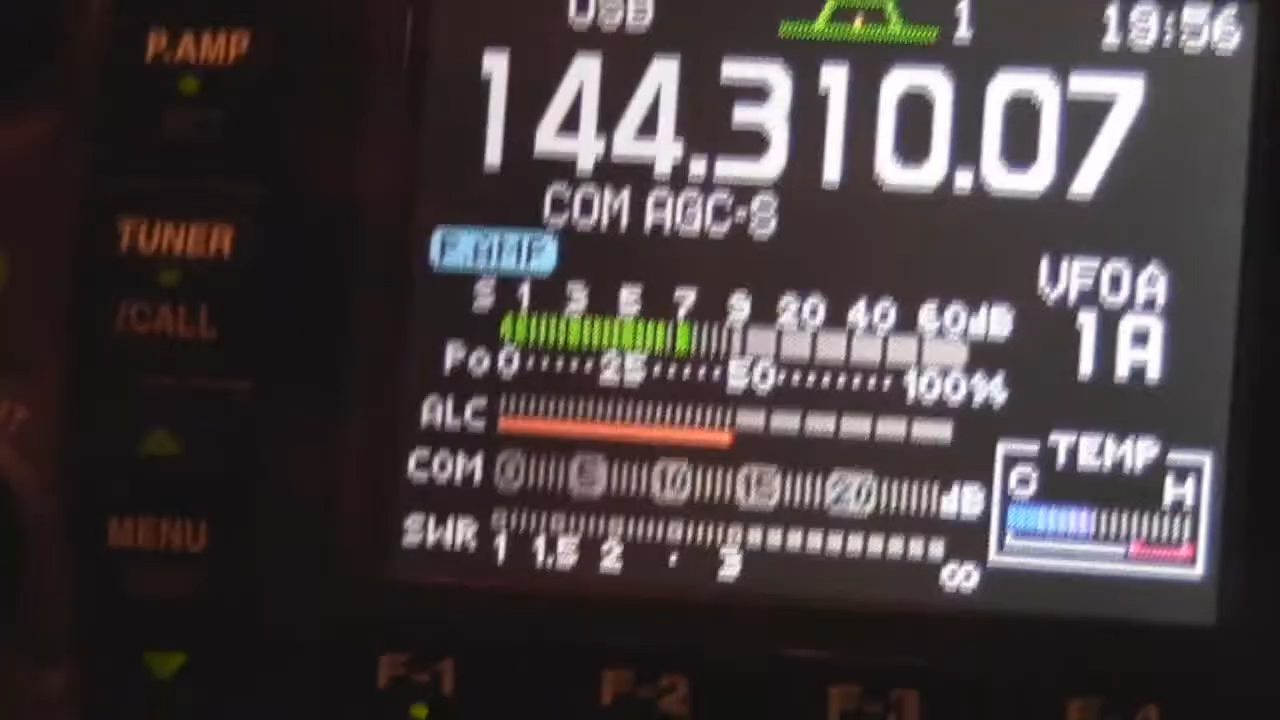 P.AMP
USB 1 19:56
144.310.07
COM AGC-S
TUNER
/CALL
P.AMP
VFOA
1A
S 1 3 5 7 9 20 40 60dB
Po 0 25 50 100%
ALC
COM 0 5 10 15 20 dB
SWR 1 1.5 2 3 ∞
TEMP
C H
MENU
F-1 F-2 F-3